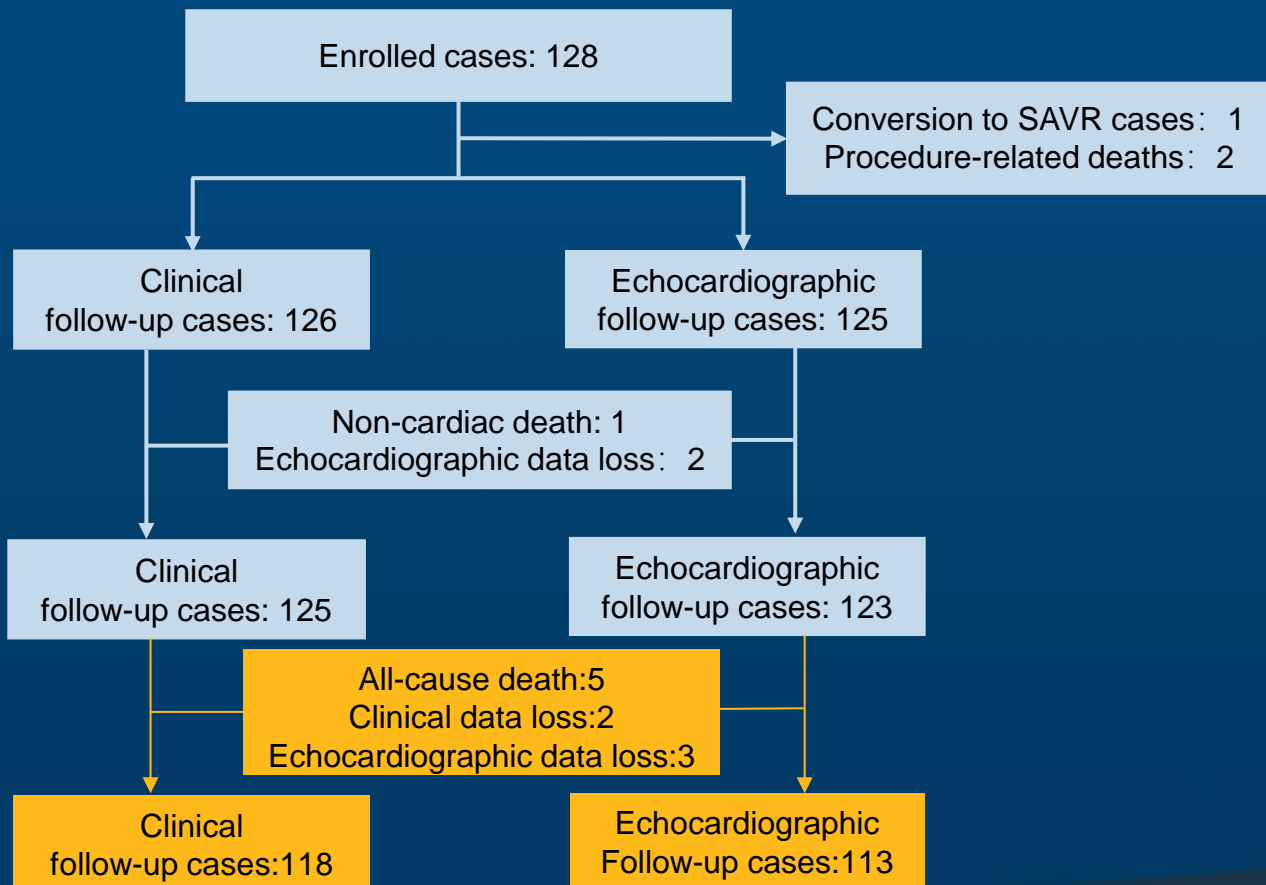 Enrolled cases: 128
Conversion to SAVR cases： 1
Procedure-related deaths： 2
Clinical
follow-up cases: 126
Echocardiographic
follow-up cases: 125
Non-cardiac death: 1
Echocardiographic data loss： 2
Clinical
follow-up cases: 125
Echocardiographic
follow-up cases: 123
All-cause death:5
Clinical data loss:2
Echocardiographic data loss:3
Clinical
follow-up cases:118
Echocardiographic
Follow-up cases:113